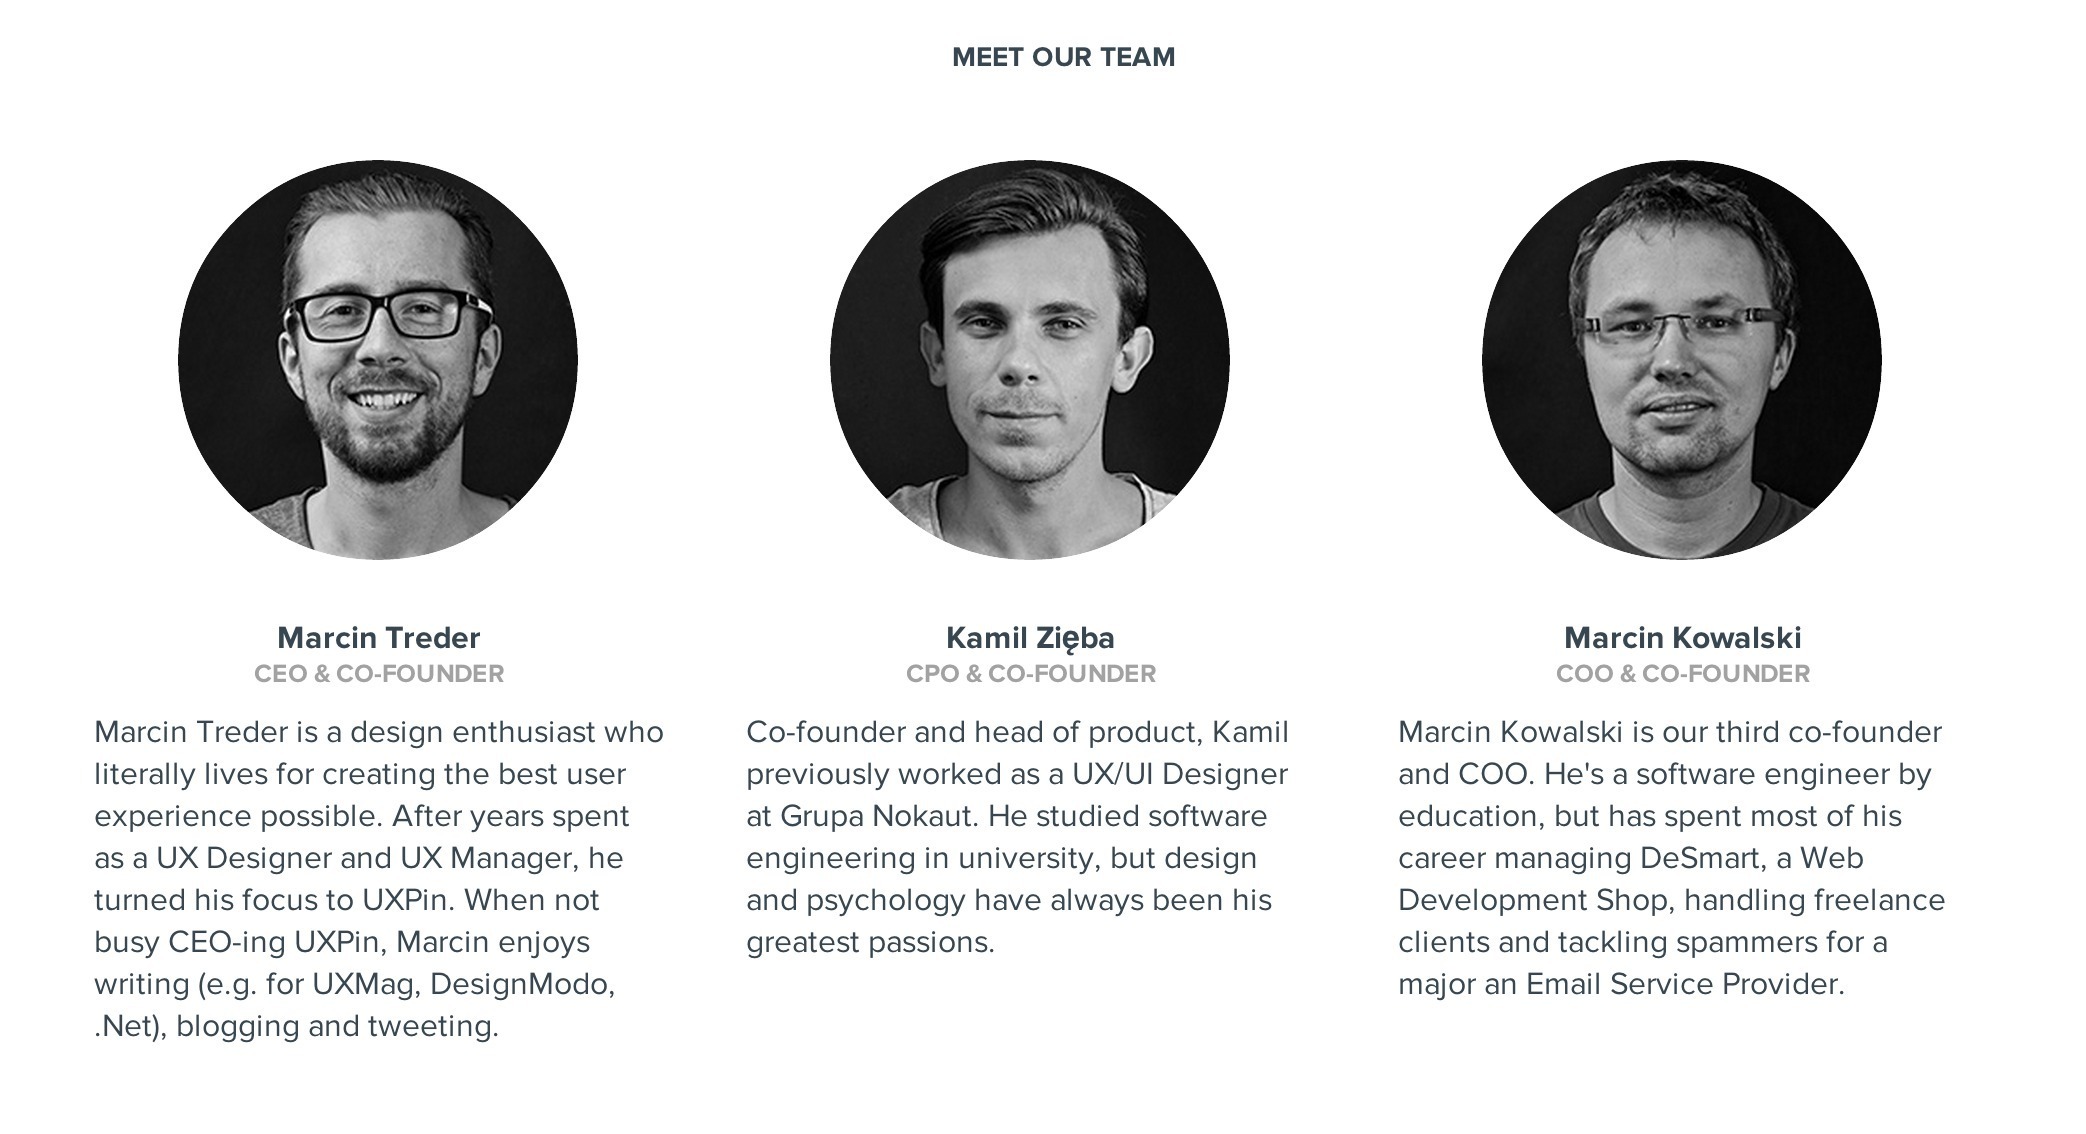 MEET OUR TEAM
Marcin Treder
CEO & CO-FOUNDER
Marcin Treder is a design enthusiast who
literally lives for creating the best user
experience possible. After years spent
as a UX Designer and UX Manager, he
turned his focus to UXPin. When not
busy CEO-ing UXPin, Marcin enjoys
writing (e.g. for UXMag, DesignModo,
.Net), blogging and tweeting.
Kamil Zięba
CPO & CO-FOUNDER
Co-founder and head of product, Kamil
previously worked as a UX/UI Designer
at Grupa Nokaut. He studied software
engineering in university, but design
and psychology have always been his
greatest passions.
Marcin Kowalski
COO & CO-FOUNDER
Marcin Kowalski is our third co-founder
and COO. He's a software engineer by
education, but has spent most of his
career managing DeSmart, a Web
Development Shop, handling freelance
clients and tackling spammers for a
major an Email Service Provider.